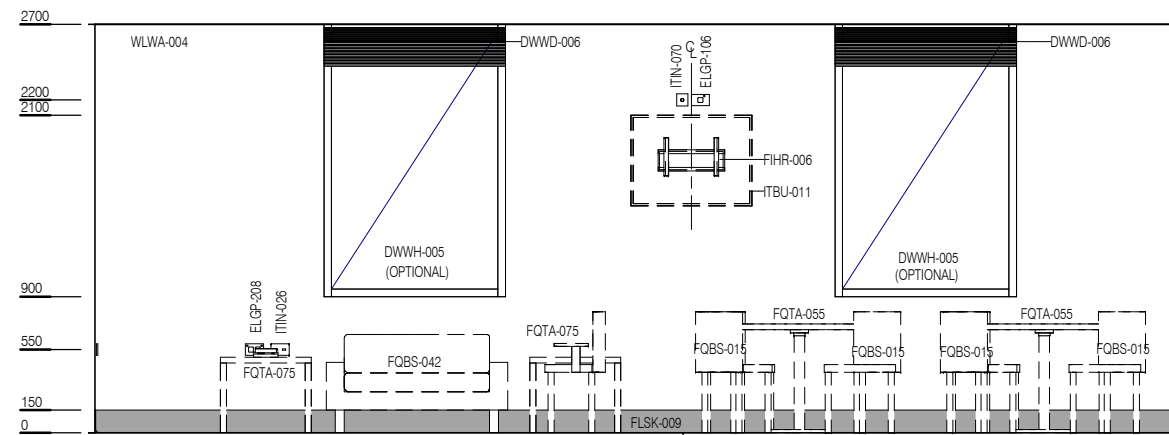 2700
WLWA-004
DWWD-006
ITIN-070
C
L
ELGP-106
DWWD-006
2200
2100
FIHR-006
ITBU-011
DWWH-005
(OPTIONAL)
DWWH-005
(OPTIONAL)
900
ELGP-208
ITIN-026
FQTA-075
FQTA-055
FQTA-055
550
FQTA-075
FQBS-042
FQBS-015
FQBS-015
FQBS-015
FQBS-015
150
FLSK-009
0